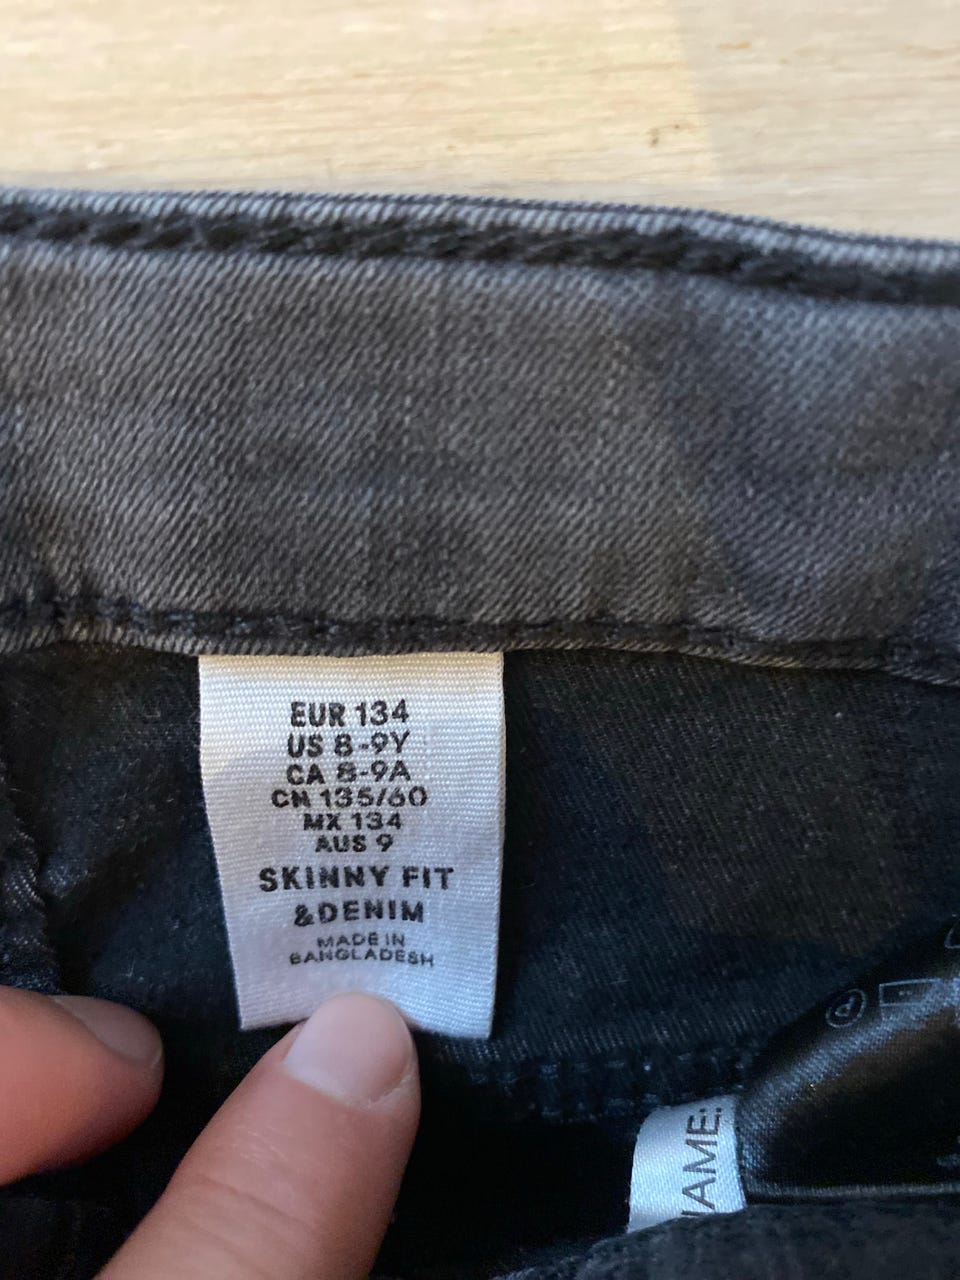 EUR 134
US 8-9Y
CA 8-9A
CN 135/60
MX 134
AUS 9
SKINNY FIT
&DENIM
MADE IN
BANGLADESH
P
AME: